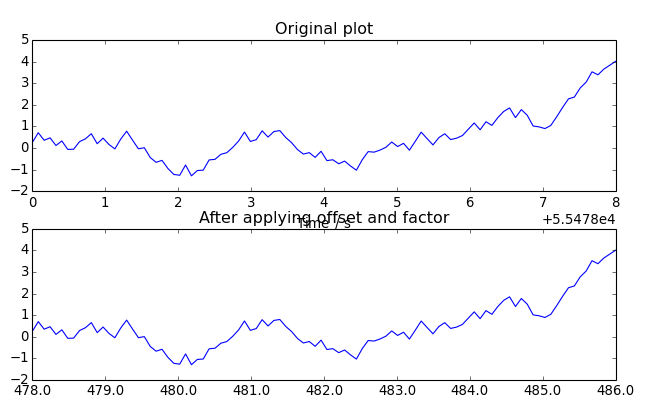 Original plot
5
4
3
2
1
0
−1
−2
0 1 2 3 4 5 6 7 8
Time / s
After applying offset and factor
+5.5478e4
5
4
3
2
1
0
−1
−2
478.0 479.0 480.0 481.0 482.0 483.0 484.0 485.0 486.0